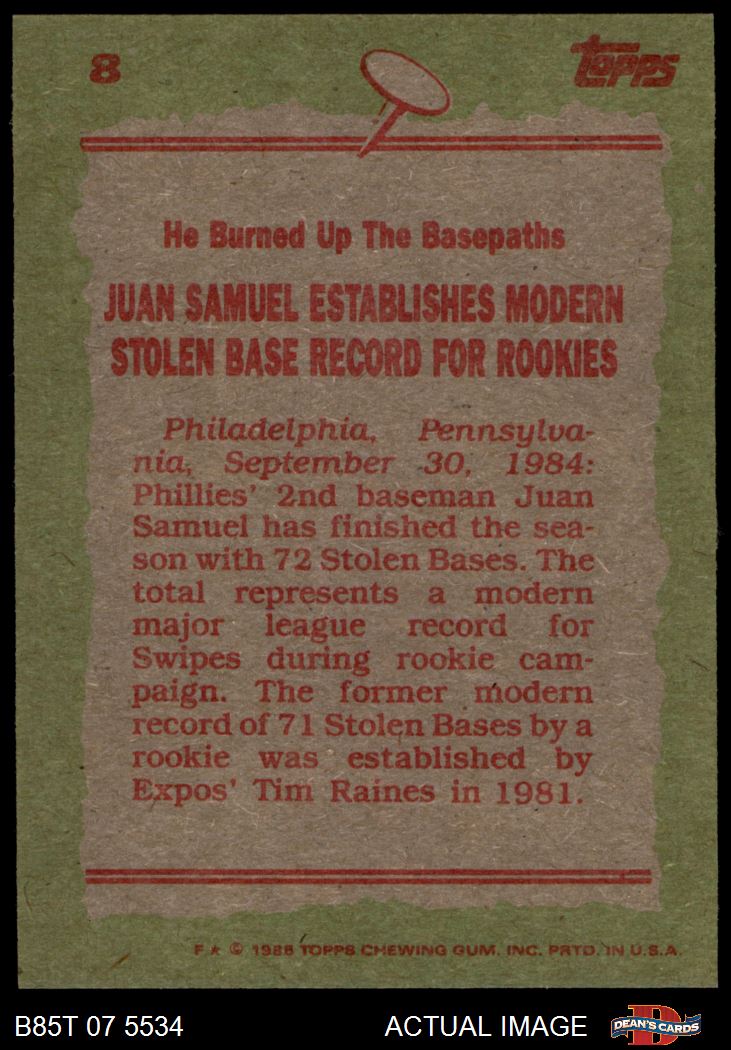 8
Topps
He Burned Up The Basepaths
JUAN SAMUEL ESTABLISHES MODERN
STOLEN BASE RECORD FOR ROOKIES
Philadelphia, Pennsylva-
nia, September 30, 1984:
Phillies' 2nd baseman Juan
Samuel has finished the sea-
son with 72 Stolen Bases. The
total represents a modern
major league record for
Swipes during rookie cam-
paign. The former modern
record of 71 Stolen Bases by a
rookie was established by
Expos' Tim Raines in 1981.
F ★ © 1985 TOPPS CHEWING GUM. INC. PRTD. IN U.S.A.
B85T 07 5534
ACTUAL IMAGE
D
DEAN'S CARDS